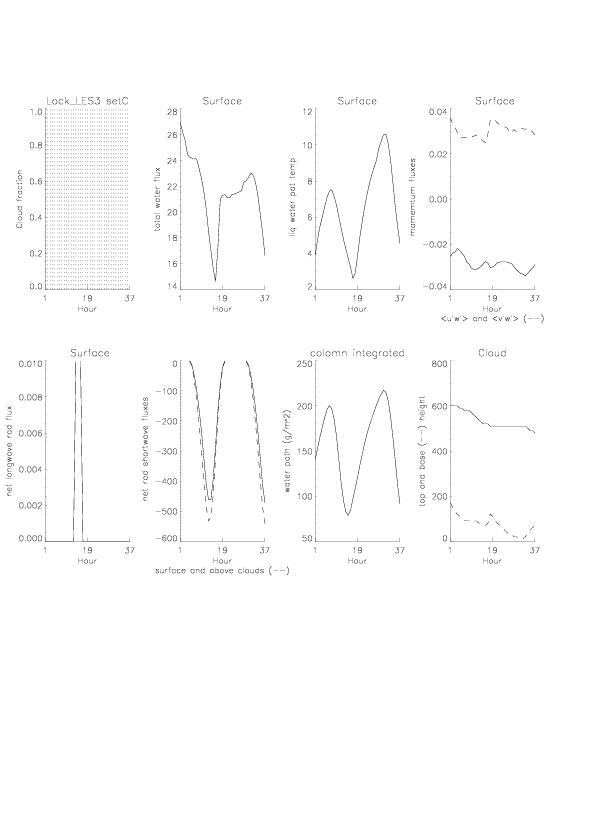 Lock_LES3 setC
Cloud fraction
1.0
0.8
0.6
0.4
0.2
0.0
1 19 37
Hour
Surface
total water flux
28
26
24
22
20
18
16
14
1 19 37
Hour
Surface
liq water pot temp
12
10
8
6
4
2
1 19 37
Hour
Surface
momemtum fluxes
0.04
0.02
0.00
−0.02
−0.04
1 19 37
Hour
<u'w'> and <v'w'> (−−)
Surface
net longwave rad flux
0.010
0.008
0.006
0.004
0.002
0.000
1 19 37
Hour
net rad shortwave fluxes
0
−100
−200
−300
−400
−500
−600
1 19 37
Hour
surface and above clouds (−−)
colomn integrated
water path (g/m2)
250
200
150
100
50
1 19 37
Hour
Cloud
top and base (−−) height
800
600
400
200
0
1 19 37
Hour